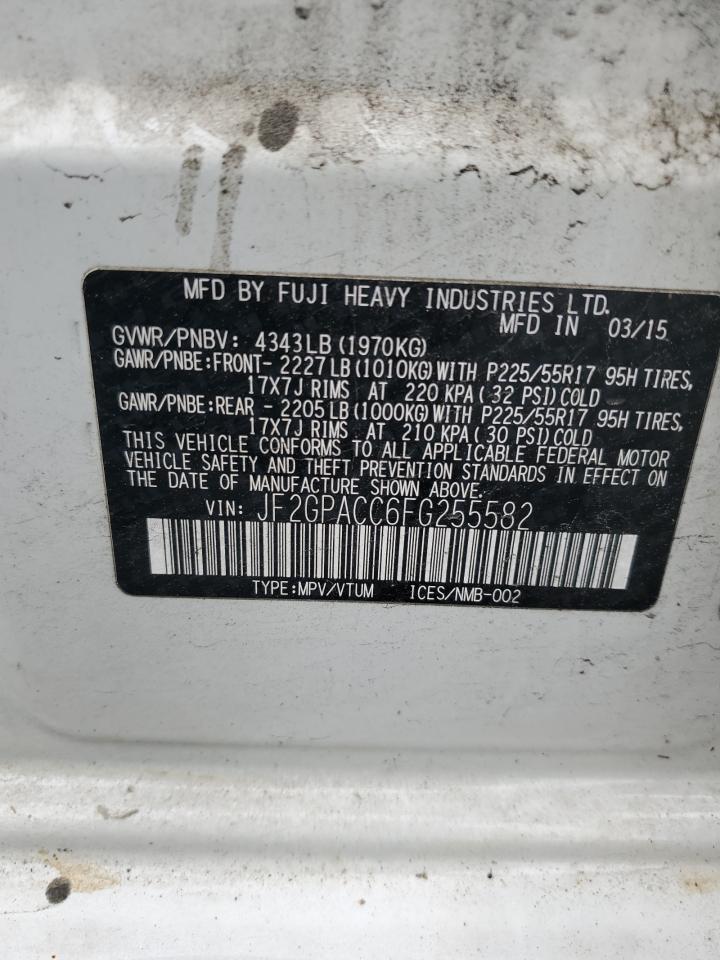 MFD BY FUJI HEAVY INDUSTRIES LTD.
MFD IN 03/15
GVWR/PNBV: 4343LB (1970KG)
GAWR/PNBE:FRONT- 2227LB (1010KG) WITH P225/55R17 95H TIRES,
17X7J RIMS AT 220 KPA( 32 PSI) COLD
GAWR/PNBE:REAR - 2205LB (1000KG) WITH P225/55R17 95H TIRES,
17X7J RIMS AT 210 KPA( 30 PSI) COLD
THIS VEHICLE CONFORMS TO ALL APPLICABLE FEDERAL MOTOR
VEHICLE SAFETY AND THEFT PREVENTION STANDARDS IN EFFECT ON
THE DATE OF MANUFACTURE SHOWN ABOVE.
VIN: JF2GPACC6FG255582
TYPE:MPV/VTUM ICES/NMB-002